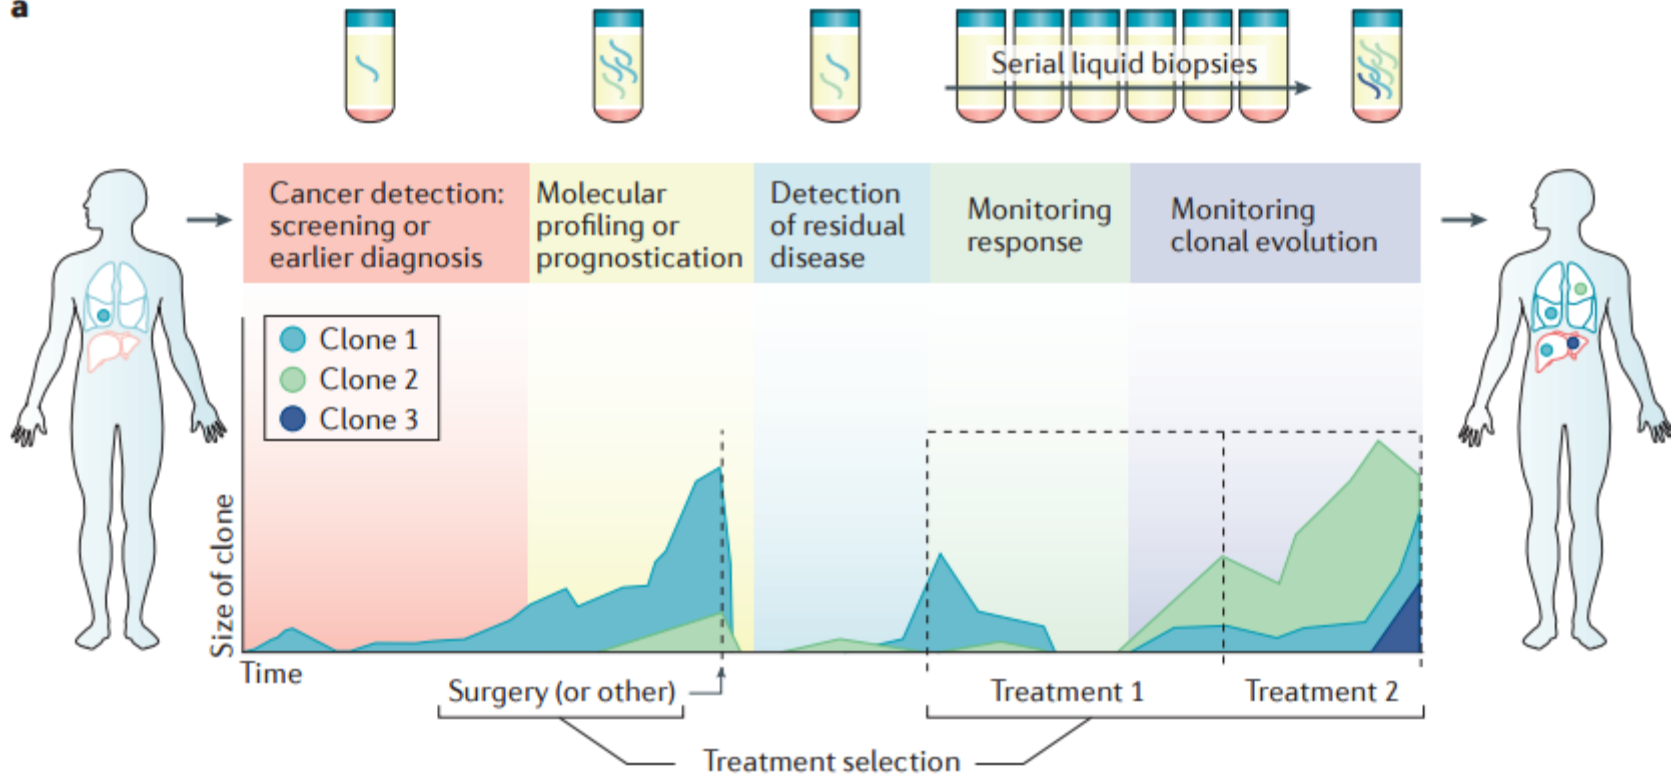 a
Serial liquid biopsies
Cancer detection:
screening or
earlier diagnosis
Molecular
profiling or
prognostication
Detection
of residual
disease
Monitoring
response
Monitoring
clonal evolution
Clone 1
Clone 2
Clone 3
Size of clone
Time
Surgery (or other)
Treatment 1
Treatment 2
Treatment selection